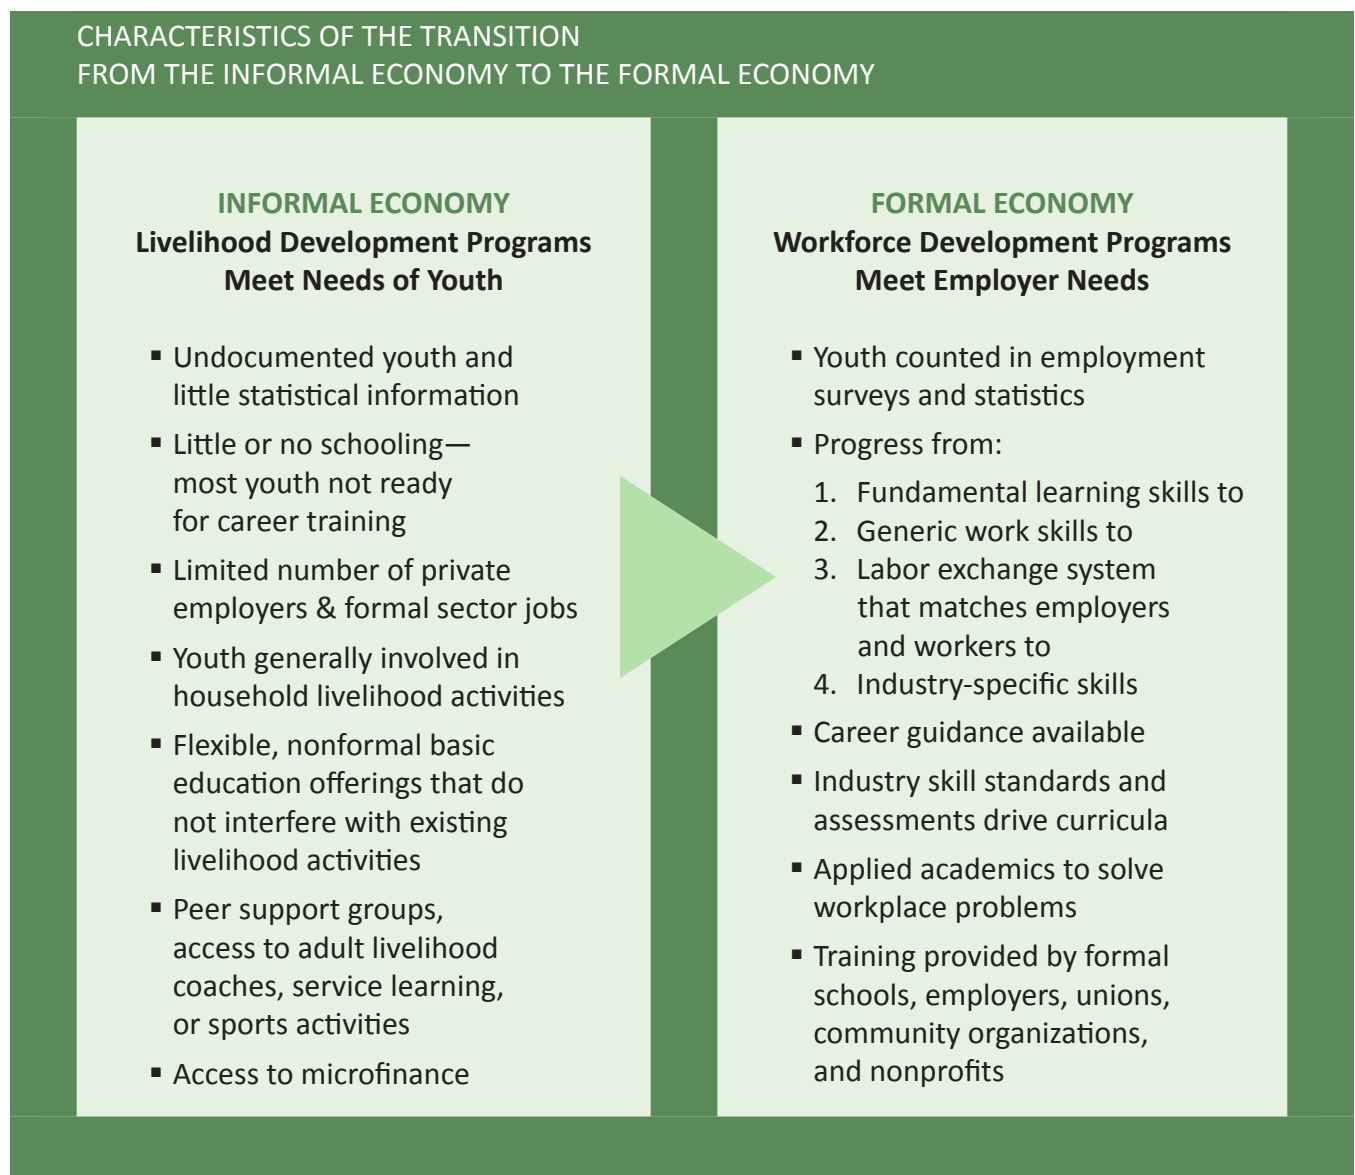 CHARACTERISTICS OF THE TRANSITION
FROM THE INFORMAL ECONOMY TO THE FORMAL ECONOMY
INFORMAL ECONOMY
Livelihood Development Programs
Meet Needs of Youth
▪ Undocumented youth and
little statistical information
▪ Little or no schooling—
most youth not ready
for career training
▪ Limited number of private
employers & formal sector jobs
▪ Youth generally involved in
household livelihood activities
▪ Flexible, nonformal basic
education offerings that do
not interfere with existing
livelihood activities
▪ Peer support groups,
access to adult livelihood
coaches, service learning,
or sports activities
▪ Access to microfinance
FORMAL ECONOMY
Workforce Development Programs
Meet Employer Needs
▪ Youth counted in employment
surveys and statistics
▪ Progress from:
1. Fundamental learning skills to
2. Generic work skills to
3. Labor exchange system
that matches employers
and workers to
4. Industry-specific skills
▪ Career guidance available
▪ Industry skill standards and
assessments drive curricula
▪ Applied academics to solve
workplace problems
▪ Training provided by formal
schools, employers, unions,
community organizations,
and nonprofits